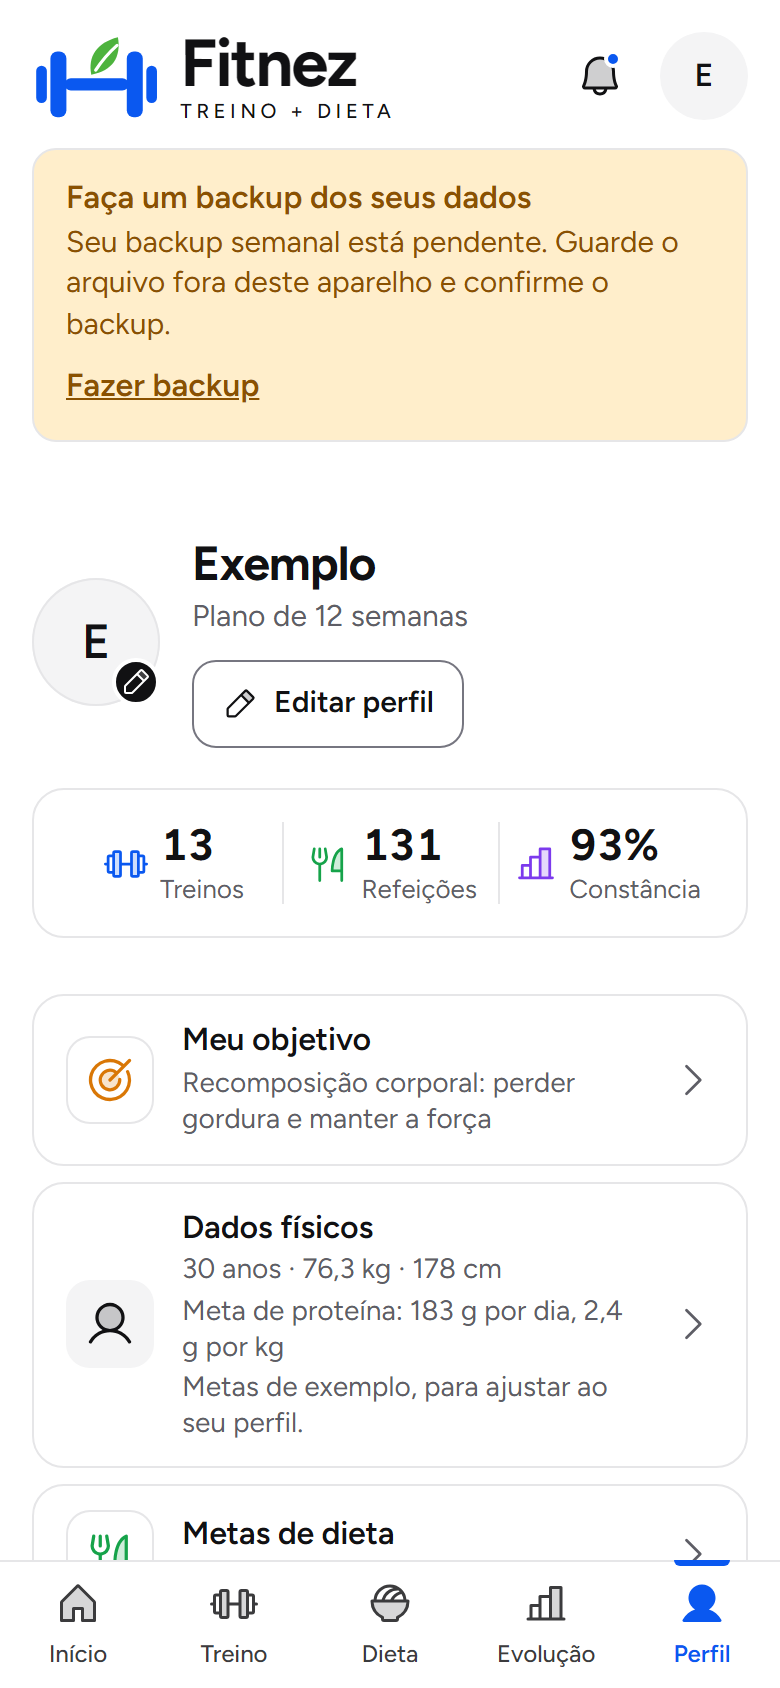 Fitnez
TREINO + DIETA
E
Faça um backup dos seus dados
Seu backup semanal está pendente. Guarde o
arquivo fora deste aparelho e confirme o
backup.
Fazer backup
E
Exemplo
Plano de 12 semanas
Editar perfil
13
Treinos
131
Refeições
93%
Constância
Meu objetivo
Recomposição corporal: perder
gordura e manter a força
Dados físicos
30 anos · 76,3 kg · 178 cm
Meta de proteína: 183 g por dia, 2,4
g por kg
Metas de exemplo, para ajustar ao
seu perfil.
Metas de dieta
Início
Treino
Dieta
Evolução
Perfil